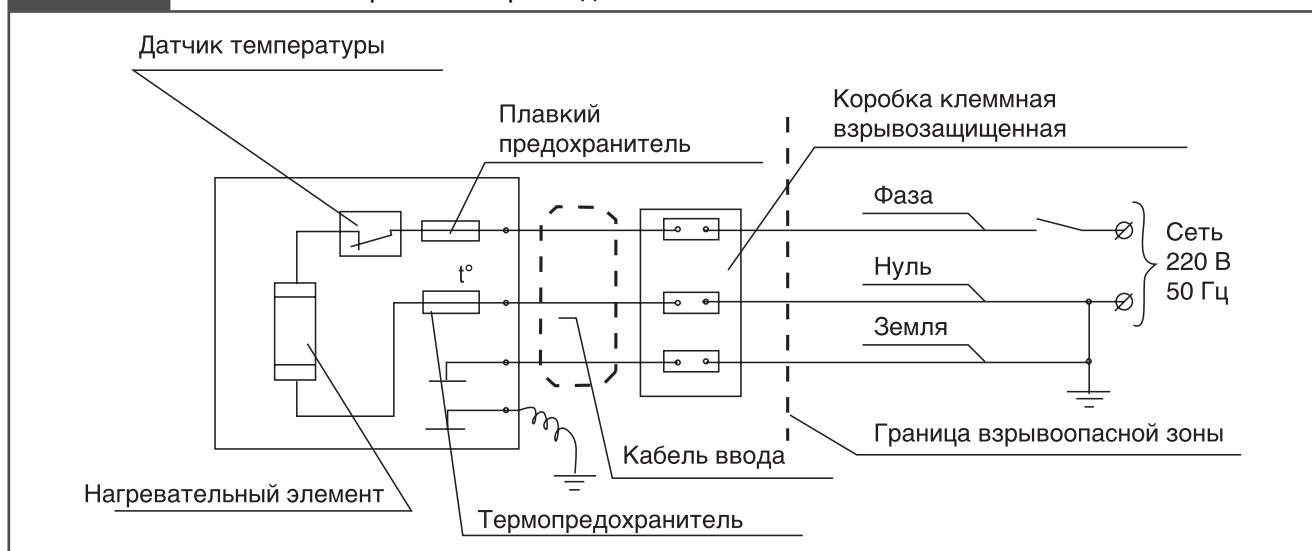 Датчик температуры
Плавкий
предохранитель
Коробка клеммная
взрывозащищенная
Фаза
Сеть
220 В
50 Гц
Нуль
t°
Земля
Граница взрывоопасной зоны
Кабель ввода
Нагревательный элемент
Термопредохранитель